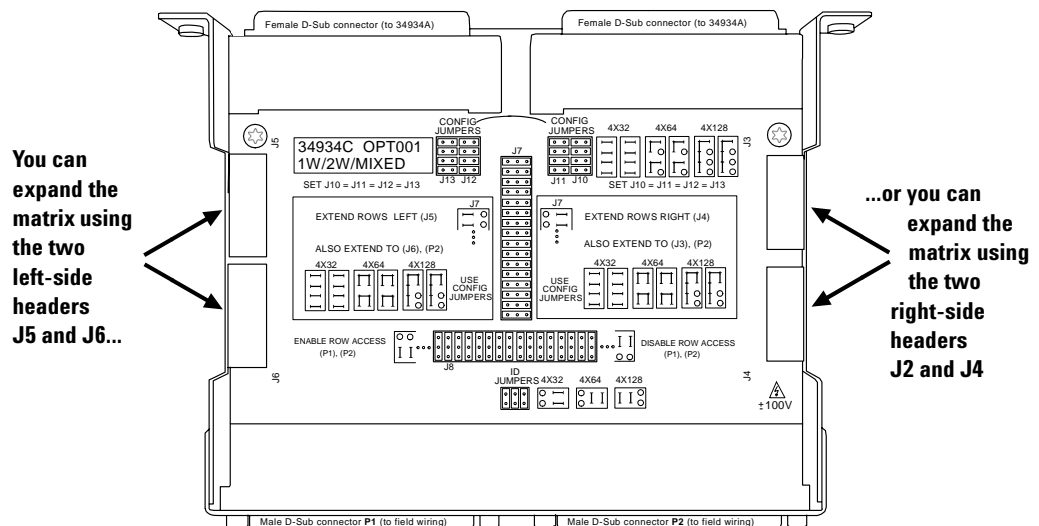 Female D-Sub connector (to 34934A)
Female D-Sub connector (to 34934A)
You can
expand the
matrix using
the two
left-side
headers
J5 and J6...
J5
34934C OPT001
1W/2W/MIXED
CONFIG
JUMPERS
J13 J12
SET J10 = J11 = J12 = J13
J7
CONFIG
JUMPERS
J11 J10
4X32 4X64 4X128
SET J10 = J11 = J12 = J13
J3
EXTEND ROWS LEFT (J5)
J7
ALSO EXTEND TO (J6), (P2)
4X32 4X64 4X128
USE
CONFIG
JUMPERS
J7
EXTEND ROWS RIGHT (J4)
ALSO EXTEND TO (J3), (P2)
USE
CONFIG
JUMPERS
4X32 4X64 4X128
...or you can
expand the
matrix using
the two
right-side
headers
J2 and J4
ENABLE ROW ACCESS
(P1), (P2)
J8
DISABLE ROW ACCESS
(P1), (P2)
J6
ID
JUMPERS
4X32 4X64 4X128
J4
±100V
Male D-Sub connector P1 (to field wiring)
Male D-Sub connector P2 (to field wiring)